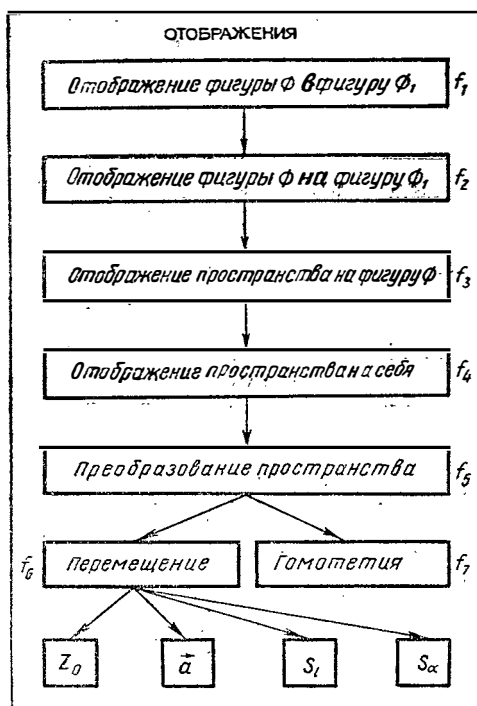 ОТОБРАЖЕНИЯ
Отображение фигуры Ф в фигуру Ф₁ f₁
Отображение фигуры Ф на фигуру Ф₁ f₂
Отображение пространства на фигуру Ф f₃
Отображение пространства на себя f₄
Преобразование пространства f₅
f₆ Перемещение Гомотетия f₇
Z₀ a⃗ Sₗ Sα